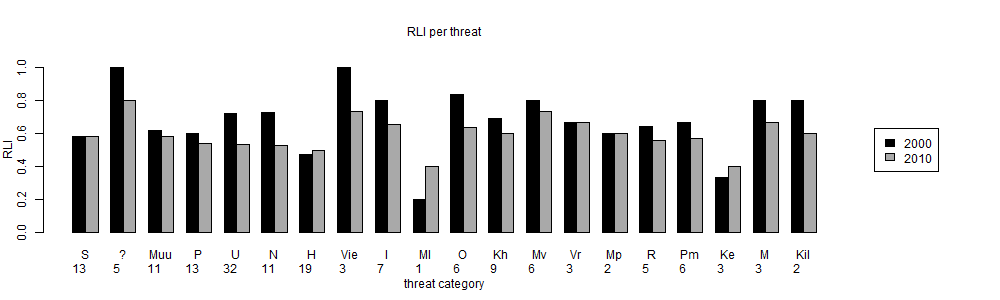 RLI per threat
RLI
0.0 0.2 0.4 0.6 0.8 1.0
S ? Muu P U N H Vie I Ml O Kh Mv Vr Mp R Pm Ke M Kil
13 5 11 13 32 11 19 3 7 1 6 9 6 3 2 5 6 3 3 2
threat category
2000
2010